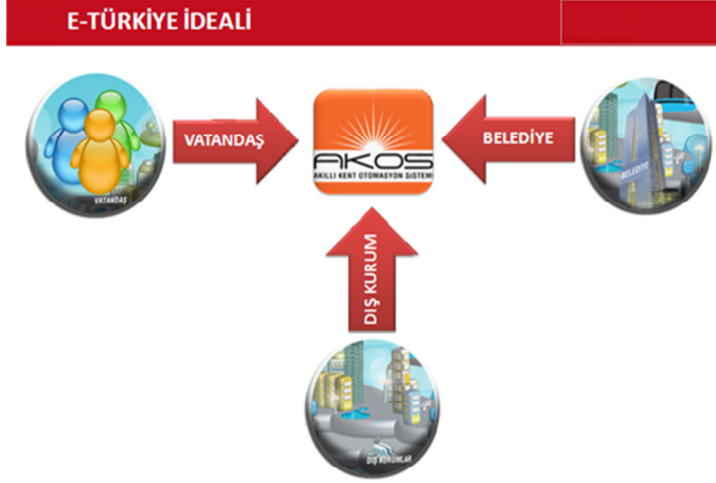 E-TÜRKİYE İDEALİ
VATANDAŞ
VATANDAŞ
AKOS
AKILLI KENT OTOMASYON SİSTEMİ
BELEDİYE
BELEDİYE
DIŞ KURUM
DIŞ KURUMLAR